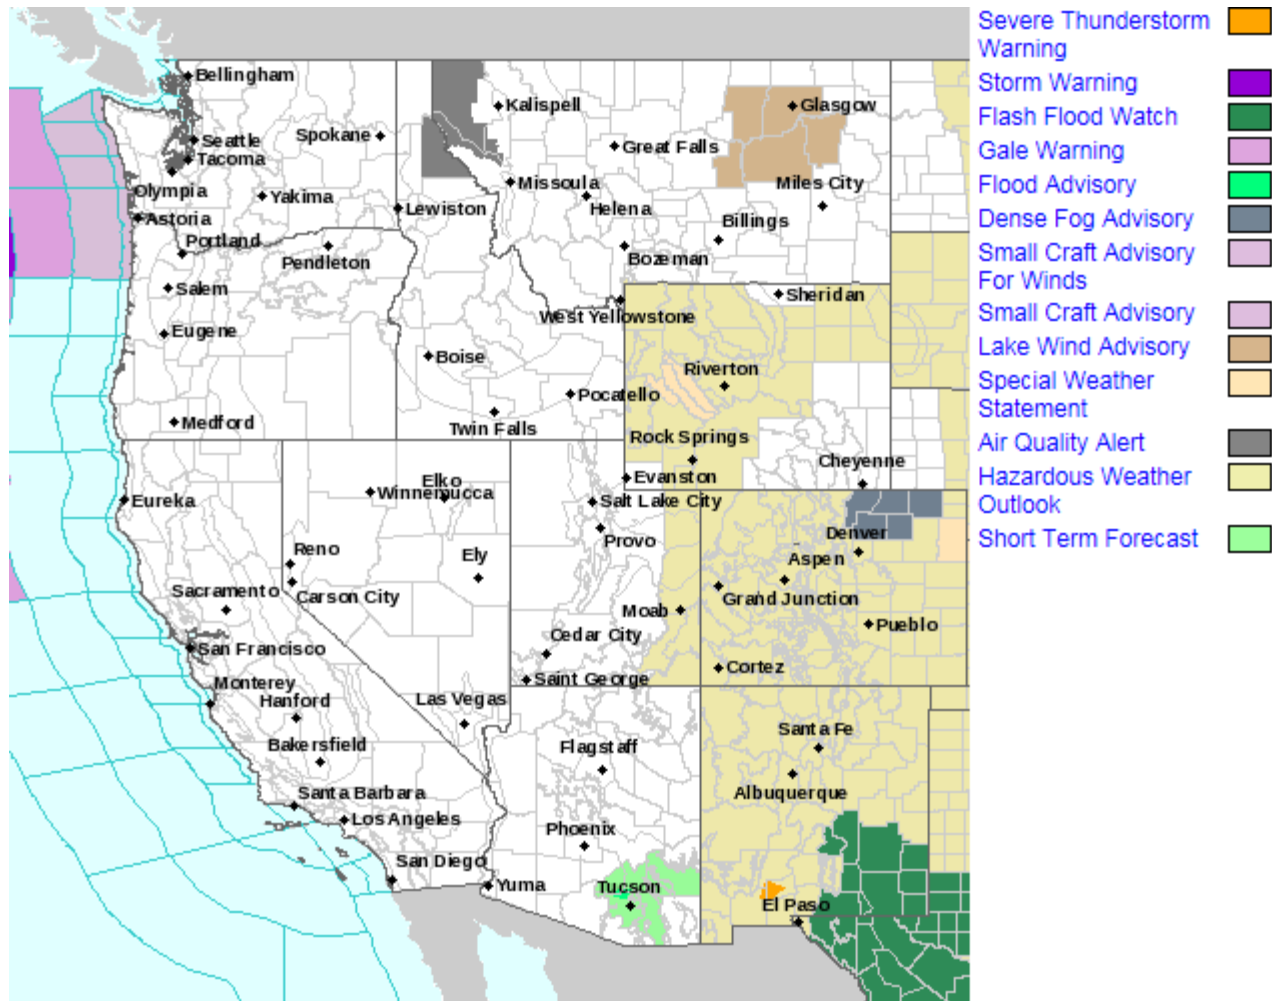 Bellingham
Seattle
Tacoma
Olympia
Spokane
Yakima
Astoria
Portland
Pendleton
Lewiston
Salem
Eugene
Medford
Kalispell
Great Falls
Glasgow
Missoula
Helena
Miles City
Billings
Bozeman
West Yellowstone
Sheridan
Boise
Pocatello
Twin Falls
Riverton
Rock Springs
Evanston
Cheyenne
Eureka
Elko
Winnemucca
Salt Lake City
Provo
Reno
Carson City
Ely
Sacramento
San Francisco
Monterey
Hanford
Bakersfield
Las Vegas
Cedar City
Saint George
Moab
Denver
Aspen
Grand Junction
Pueblo
Cortez
Santa Barbara
Los Angeles
San Diego
Flagstaff
Phoenix
Yuma
Tucson
Santa Fe
Albuquerque
El Paso
Severe Thunderstorm
Warning
Storm Warning
Flash Flood Watch
Gale Warning
Flood Advisory
Dense Fog Advisory
Small Craft Advisory
For Winds
Small Craft Advisory
Lake Wind Advisory
Special Weather
Statement
Air Quality Alert
Hazardous Weather
Outlook
Short Term Forecast